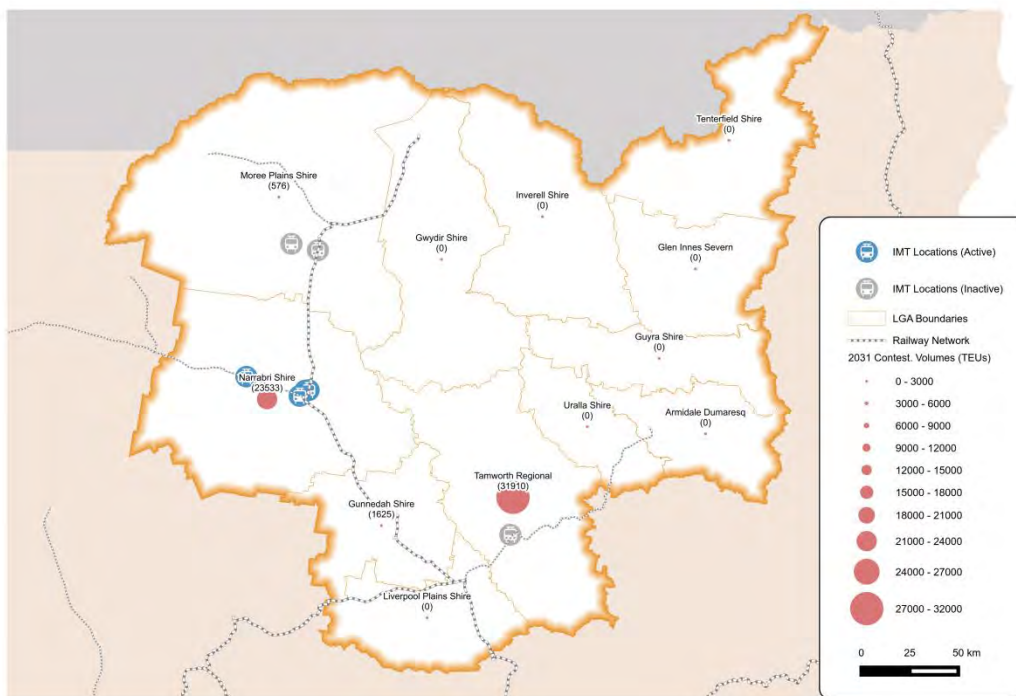 Tenterfield Shire
(0)
Moree Plains Shire
(576)
Inverell Shire
(0)
Gwydir Shire
(0)
Glen Innes Severn
(0)
Guyra Shire
(0)
Narrabri Shire
(23533)
Uralla Shire
(0)
Armidale Dumaresq
(0)
Tamworth Regional
(31910)
Gunnedah Shire
(1625)
Liverpool Plains Shire
(0)
IMT Locations (Active)
IMT Locations (Inactive)
LGA Boundaries
Railway Network
2031 Contest. Volumes (TEUs)
0 - 3000
3000 - 6000
6000 - 9000
9000 - 12000
12000 - 15000
15000 - 18000
18000 - 21000
21000 - 24000
24000 - 27000
27000 - 32000
0 25 50 km